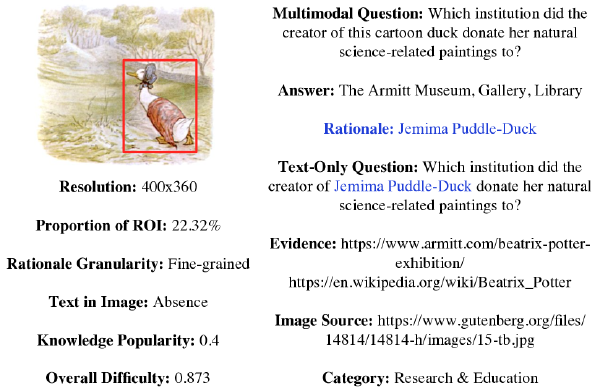 Resolution: 400x360
Proportion of ROI: 22.32%
Rationale Granularity: Fine-grained
Text in Image: Absence
Knowledge Popularity: 0.4
Overall Difficulty: 0.873
Multimodal Question: Which institution did the
creator of this cartoon duck donate her natural
science-related paintings to?
Answer: The Armitt Museum, Gallery, Library
Rationale: Jemima Puddle-Duck
Text-Only Question: Which institution did the
creator of Jemima Puddle-Duck donate her natural
science-related paintings to?
Evidence: https://www.armitt.com/beatrix-potter-
exhibition/
https://en.wikipedia.org/wiki/Beatrix_Potter
Image Source: https://www.gutenberg.org/files/
14814/14814-h/images/15-tb.jpg
Category: Research & Education